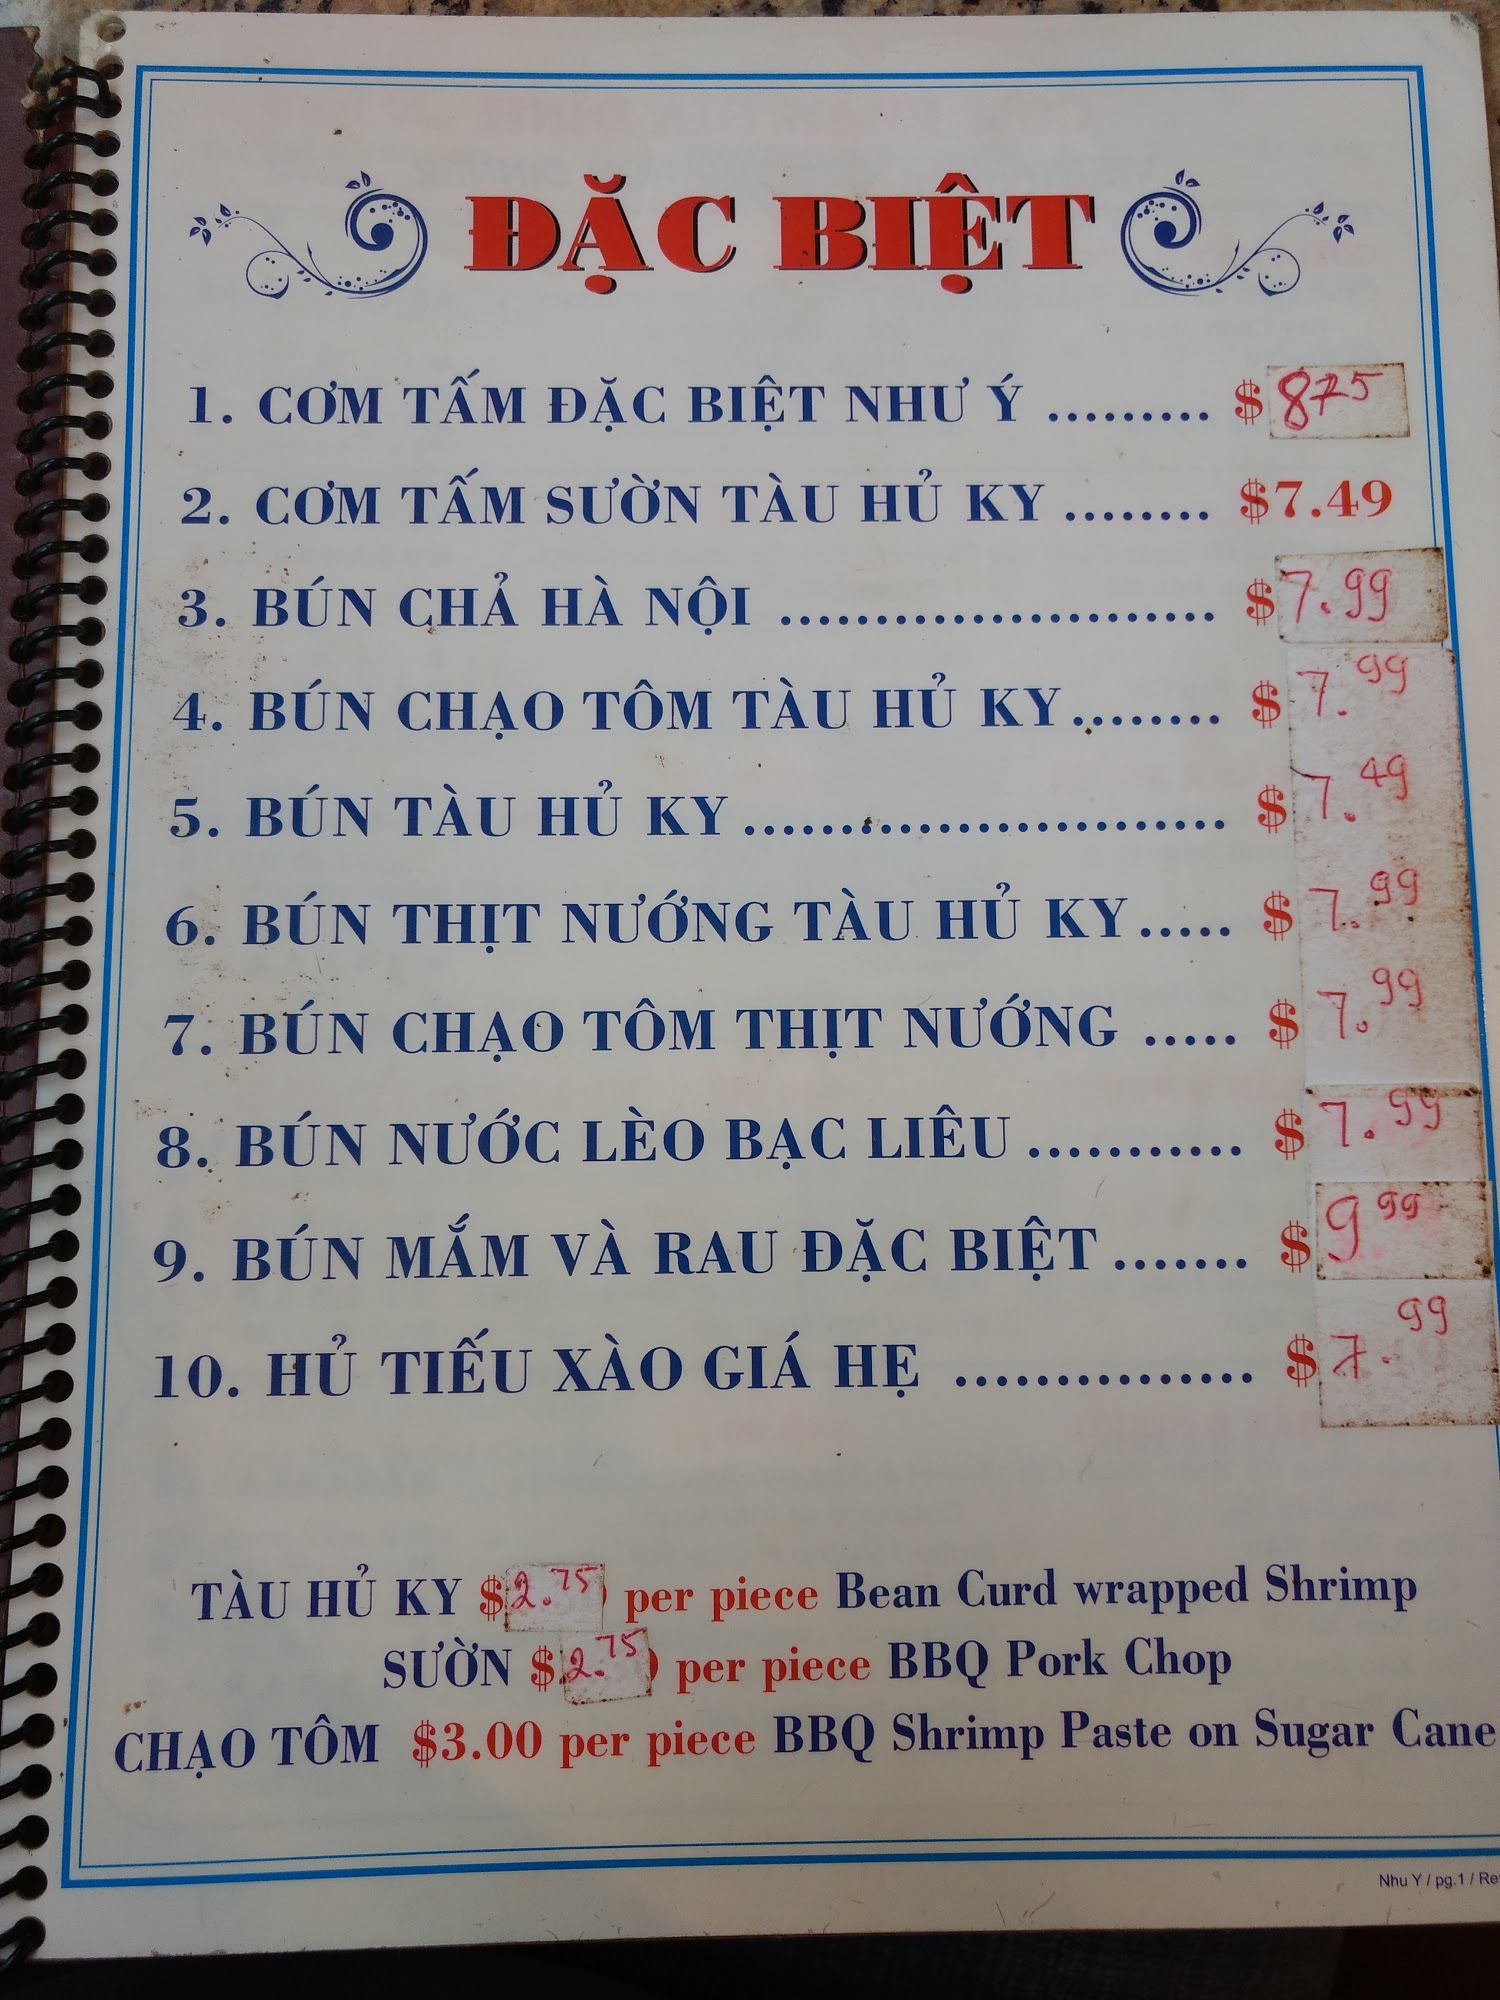 ĐẶC BIỆT
1. CƠM TẤM ĐẶC BIỆT NHƯ Ý ......... $ 875
2. CƠM TẤM SƯỜN TÀU HỦ KY ........ $7.49
3. BÚN CHẢ HÀ NỘI ....................... $ 7.99
4. BÚN CHẠO TÔM TÀU HỦ KY........ $ 7.99
5. BÚN TÀU HỦ KY......................... $ 7.49
6. BÚN THỊT NƯỚNG TÀU HỦ KY..... $ 7.99
7. BÚN CHẠO TÔM THỊT NƯỚNG ..... $ 7.99
8. BÚN NƯỚC LÈO BẠC LIÊU........... $ 7.99
9. BÚN MẮM VÀ RAU ĐẶC BIỆT....... $ 9 99
10. HỦ TIẾU XÀO GIÁ HẸ ............... $ 7.99
TÀU HỦ KY $2.75 per piece Bean Curd wrapped Shrimp
SƯỜN $2.75 per piece BBQ Pork Chop
CHẠO TÔM $3.00 per piece BBQ Shrimp Paste on Sugar Cane
Nhu Y / pg.1 /